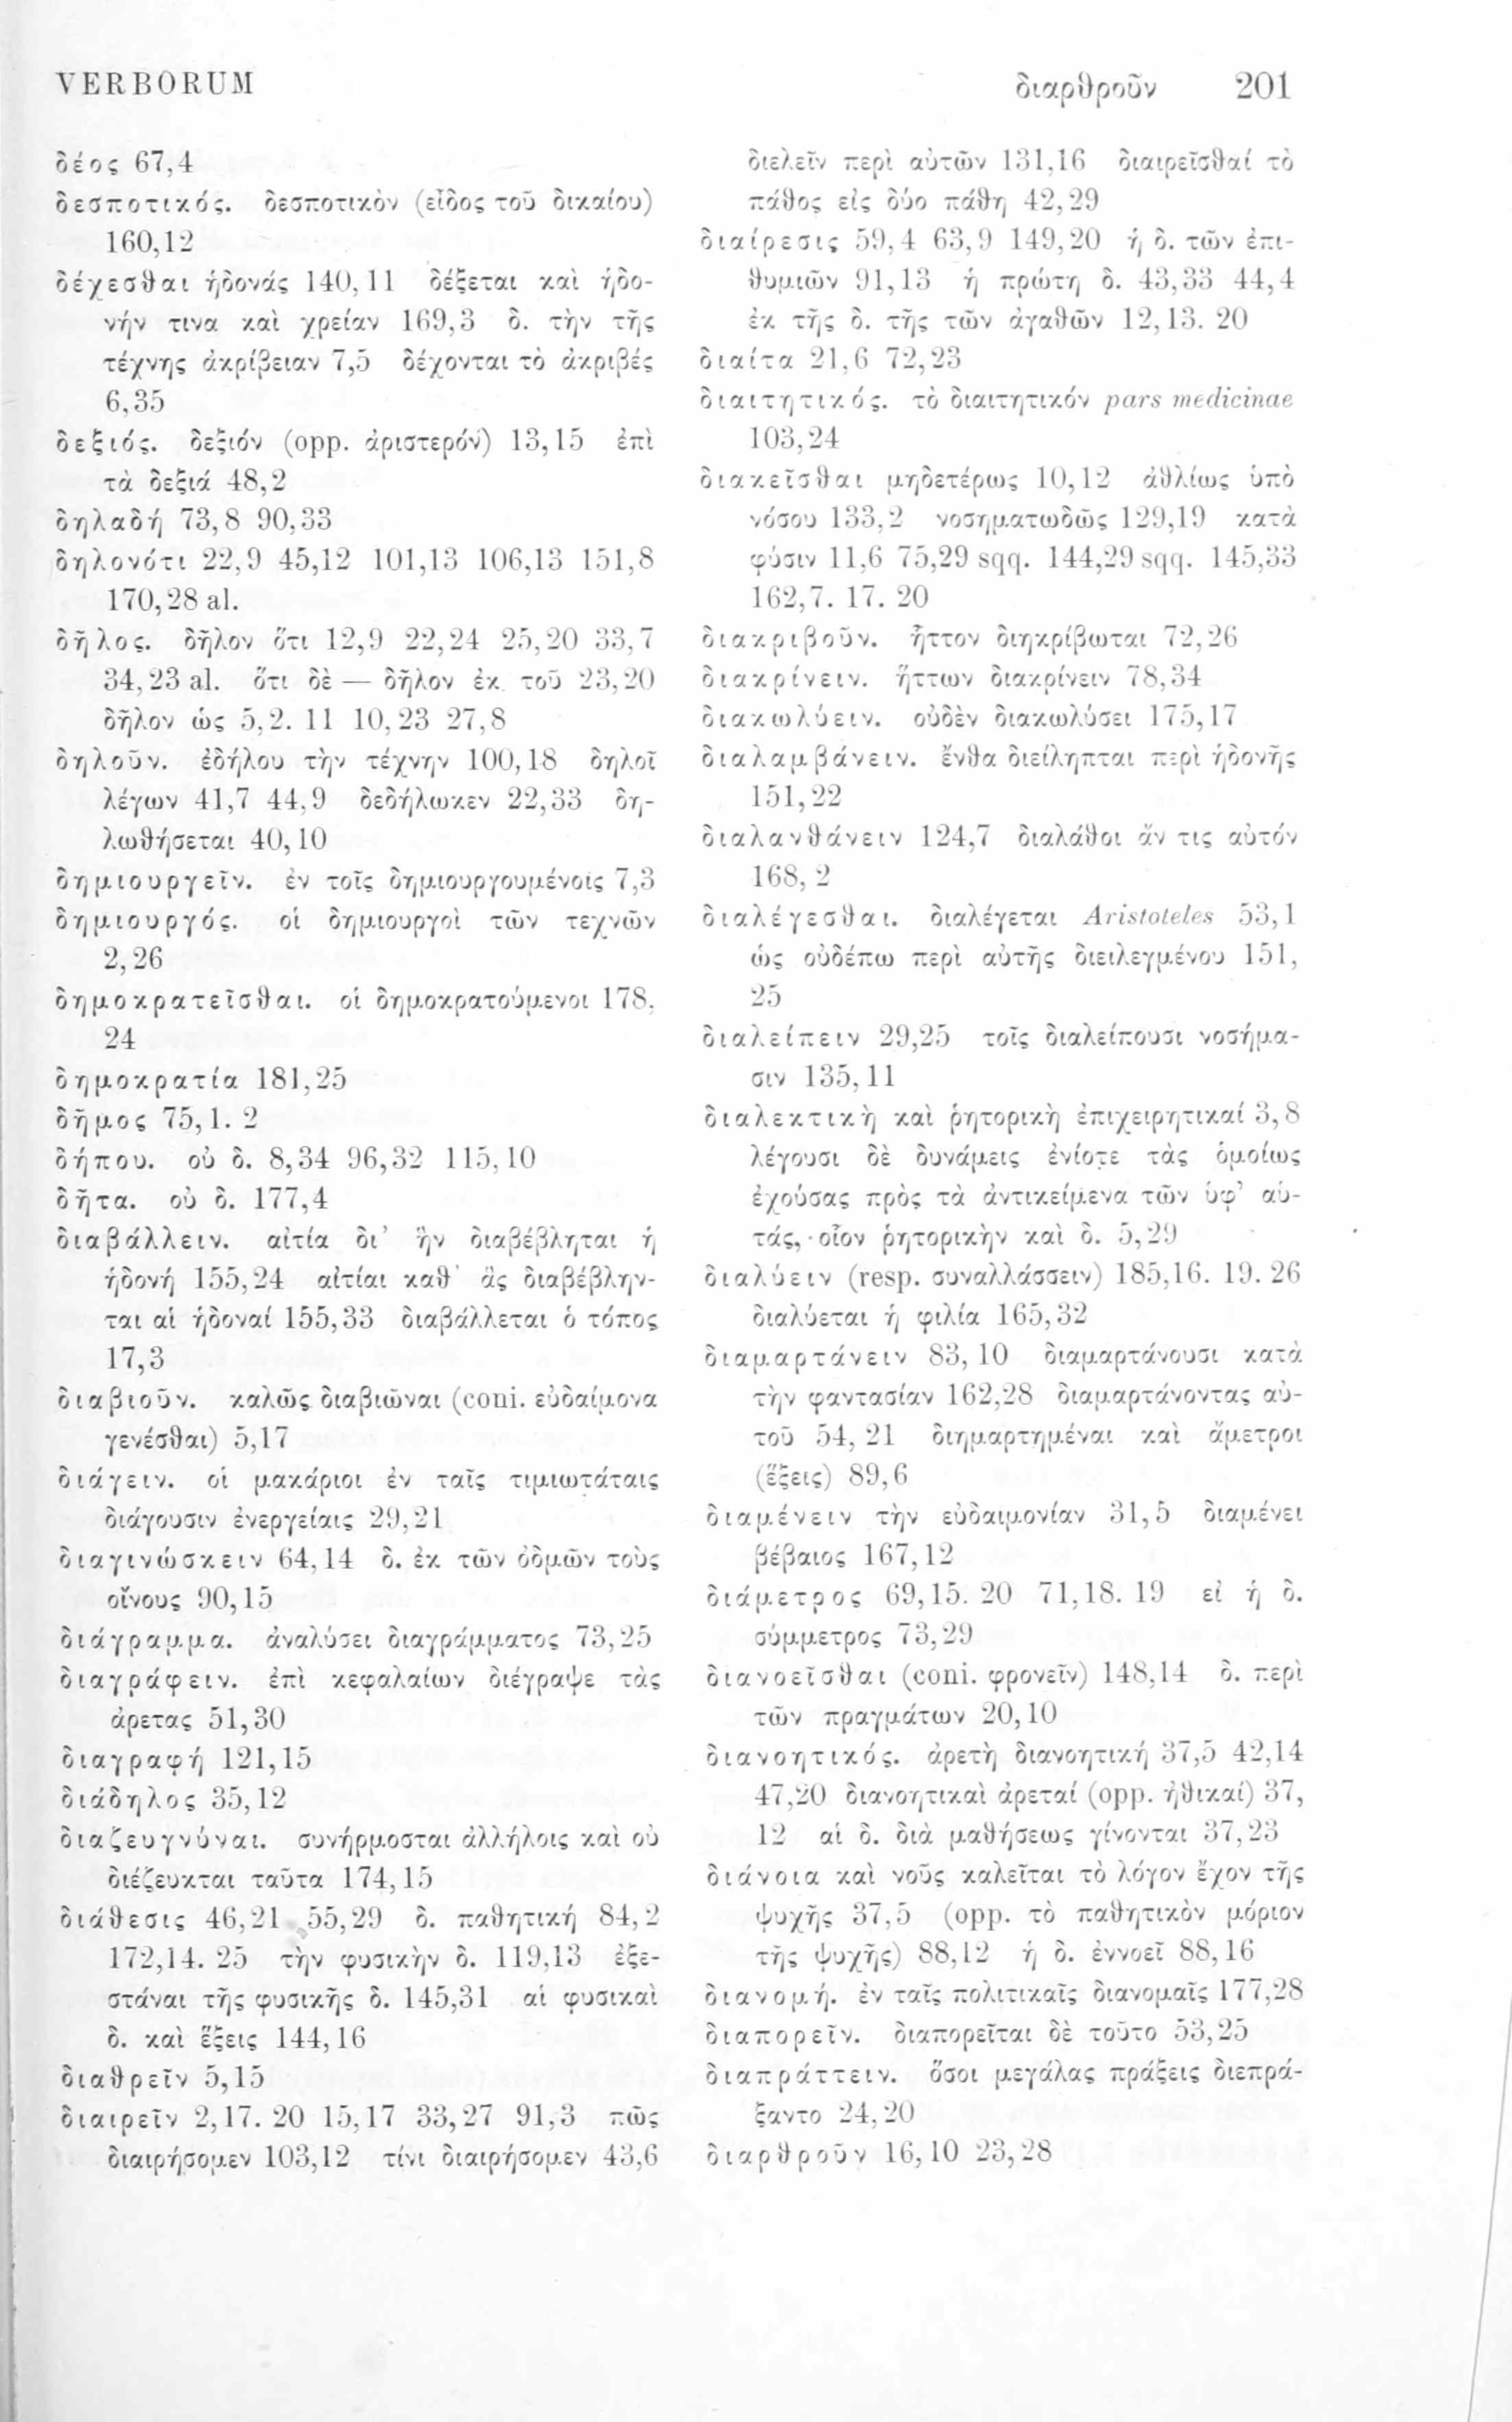 VERBORUM διαρθροῦν 201
δέος 67,4
δεσποτικός. δεσποτικὸν (εἶδος τοῦ δικαίου)
160,12
δέχεσθαι ἡδονάς 140,11 δέξεται καὶ ἡδο-
νήν τινα καὶ χρείαν 169,3 δ. τὴν τῆς
τέχνης ἀκρίβειαν 7,5 δέχονται τὸ ἀκριβές
6,35
δεξιός. δεξιόν (opp. ἀριστερόν) 13,15 ἐπὶ
τὰ δεξιά 48,2
δηλαδή 73,8 90,33
δηλονότι 22,9 45,12 101,13 106,13 151,8
170,28 al.
δῆλος. δῆλον ὅτι 12,9 22,24 25,20 33,7
34,23 al. ὅτι δὲ — δῆλον ἐκ τοῦ 23,20
δῆλον ὡς 5,2. 11 10,23 27,8
δηλοῦν. ἐδήλου τὴν τέχνην 100,18 δηλοῖ
λέγων 41,7 44,9 δεδήλωκεν 22,33 δη-
λωθήσεται 40,10
δημιουργεῖν. ἐν τοῖς δημιουργουμένοις 7,3
δημιουργός. οἱ δημιουργοὶ τῶν τεχνῶν
2,26
δημοκρατεῖσθαι. οἱ δημοκρατούμενοι 178,
24
δημοκρατία 181,25
δῆμος 75,1. 2
δήπου. οὐ δ. 8,34 96,32 115,10
δῆτα. οὐ δ. 177,4
διαβάλλειν. αἰτία δι' ἣν διαβέβληται ἡ
ἡδονή 155,24 αἰτίαι καθ' ἃς διαβέβλην-
ται αἱ ἡδοναί 155,33 διαβάλλεται ὁ τόπος
17,3
διαβιοῦν. καλῶς διαβιῶναι (coni. εὐδαίμονα
γενέσθαι) 5,17
διάγειν. οἱ μακάριοι ἐν ταῖς τιμιωτάταις
διάγουσιν ἐνεργείαις 29,21
διαγινώσκειν 64,14 δ. ἐκ τῶν ὀδμῶν τοὺς
οἴνους 90,15
διάγραμμα. ἀναλύσει διαγράμματος 73,25
διαγράφειν. ἐπὶ κεφαλαίων διέγραψε τὰς
ἀρετας 51,30
διαγραφή 121,15
διάδηλος 35,12
διαζευγνύναι. συνήρμοσται ἀλλήλοις καὶ οὐ
διέζευκται ταῦτα 174,15
διάθεσις 46,21 55,29 δ. παθητική 84,2
172,14. 25 τὴν φυσικὴν δ. 119,13 ἐξε-
στάναι τῆς φυσικῆς δ. 145,31 αἱ φυσικαὶ
δ. καὶ ἕξεις 144,16
διαθρεῖν 5,15
διαιρεῖν 2,17. 20 15,17 33,27 91,3 πῶς
διαιρήσομεν 103,12 τίνι διαιρήσομεν 43,6
διελεῖν περὶ αὐτῶν 131,16 διαιρεῖσθαί τὸ
πάθος εἰς δύο πάθη 42,29
διαίρεσις 59,4 63,9 149,20 ἡ δ. τῶν ἐπι-
θυμιῶν 91,13 ἡ πρώτη δ. 43,33 44,4
ἐκ τῆς δ. τῆς τῶν ἀγαθῶν 12,13. 20
διαίτα 21,6 72,23
διαιτητικός. τὸ διαιτητικόν pars medicinae
103,24
διακεῖσθαι μηδετέρως 10,12 ἀθλίως ὑπὸ
νόσου 133,2 νοσηματωδῶς 129,19 κατὰ
φύσιν 11,6 75,29 sqq. 144,29 sqq. 145,33
162,7. 17. 20
διακριβοῦν. ἧττον διηκρίβωται 72,26
διακρίνειν. ἥττων διακρίνειν 78,34
διακωλύειν. οὐδὲν διακωλύσει 175,17
διαλαμβάνειν. ἔνθα διείληπται περὶ ἡδονῆς
151,22
διαλανθάνειν 124,7 διαλάθοι ἄν τις αὐτόν
168, 2
διαλέγεσθαι. διαλέγεται Aristoteles 53,1
ὡς οὐδέπω περὶ αὐτῆς διειλεγμένου 151,
25
διαλείπειν 29,25 τοῖς διαλείπουσι νοσήμα-
σιν 135,11
διαλεκτικὴ καὶ ῥητορικὴ ἐπιχειρητικαί 3,8
λέγουσι δὲ δυνάμεις ἐνίοτε τὰς ὁμοίως
ἐχούσας πρὸς τὰ ἀντικείμενα τῶν ὑφ' αὑ-
τάς, οἷον ῥητορικὴν καὶ δ. 5,29
διαλύειν (resp. συναλλάσσειν) 185,16. 19. 26
διαλύεται ἡ φιλία 165,32
διαμαρτάνειν 83,10 διαμαρτάνουσι κατὰ
τὴν φαντασίαν 162,28 διαμαρτάνοντας αὐ-
τοῦ 54, 21 διημαρτημέναι καὶ ἄμετροι
(ἕξεις) 89,6
διαμένειν τὴν εὐδαιμονίαν 31,5 διαμένει
βέβαιος 167,12
διάμετρος 69,15. 20 71,18. 19 εἰ ἡ δ.
σύμμετρος 73,29
διανοεῖσθαι (coni. φρονεῖν) 148,14 δ. περὶ
τῶν πραγμάτων 20,10
διανοητικός. ἀρετὴ διανοητική 37,5 42,14
47,20 διανοητικαὶ ἀρεταί (opp. ἠθικαί) 37,
12 αἱ δ. διὰ μαθήσεως γίνονται 37,23
διάνοια καὶ νοῦς καλεῖται τὸ λόγον ἔχον τῆς
ψυχῆς 37,5 (opp. τὸ παθητικὸν μόριον
τῆς ψυχῆς) 88,12 ἡ δ. ἐννοεῖ 88,16
διανομή. ἐν ταῖς πολιτικαῖς διανομαῖς 177,28
διαπορεῖν. διαπορεῖται δὲ τοῦτο 53,25
διαπράττειν. ὅσοι μεγάλας πράξεις διεπρά-
ξαντο 24,20
διαρθροῦν 16,10 23,28